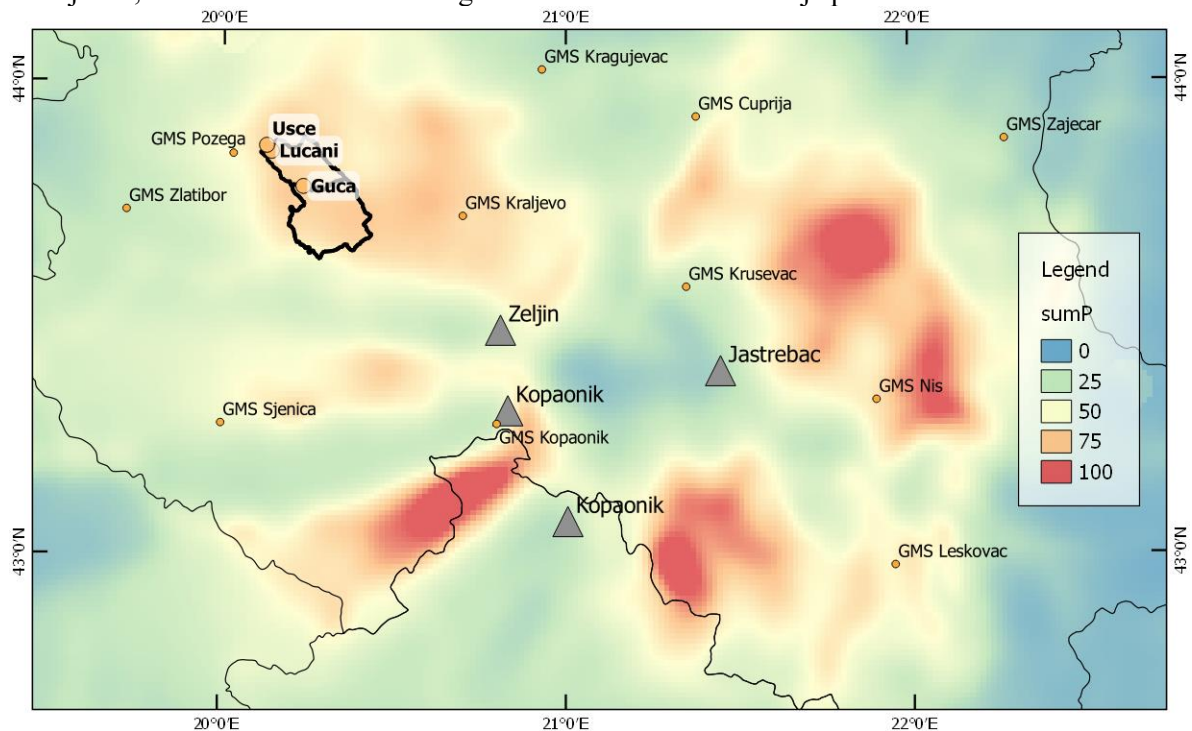 20°0'E
21°0'E
22°0'E
44°0'N
44°0'N
GMS Kragujevac
GMS Cuprija
GMS Zajecar
Usce
GMS Pozega
Lucani
Guca
GMS Zlatibor
GMS Kraljevo
GMS Krusevac
Legend
sumP
0
25
50
75
100
Zeljin
Jastrebac
Kopaonik
GMS Nis
GMS Sjenica
GMS Kopaonik
Kopaonik
GMS Leskovac
43°0'N
43°0'N
20°0'E
21°0'E
22°0'E